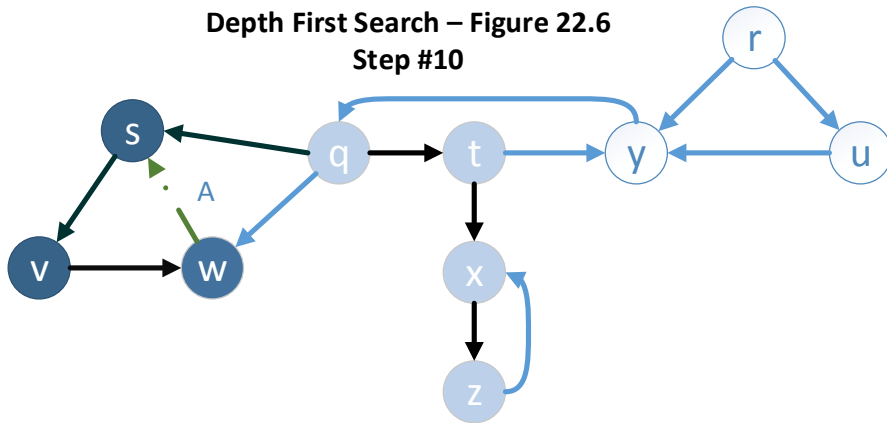 Depth First Search – Figure 22.6
Step #10
r
s
q
t
y
u
A
v
w
x
z